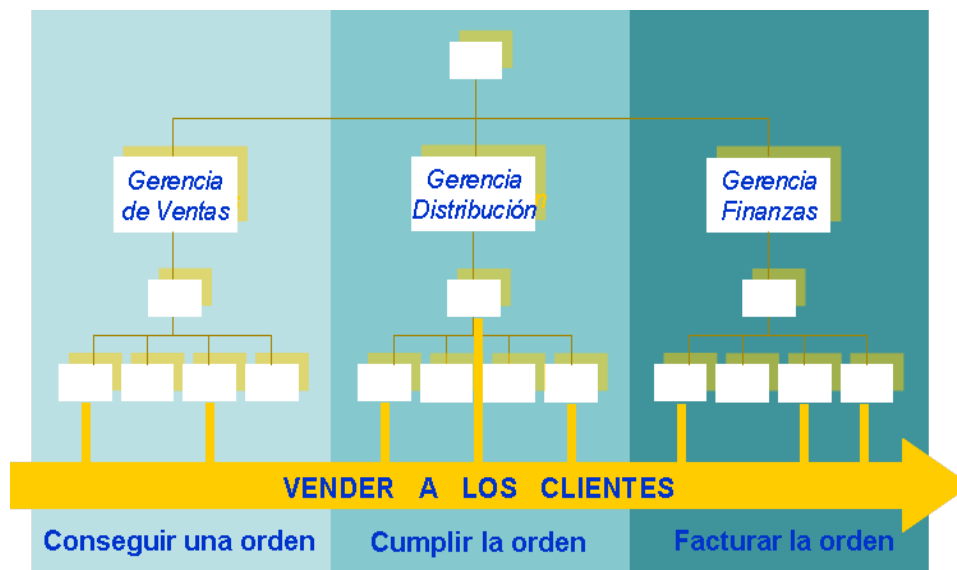 Gerencia
de Ventas
Gerencia
Distribución
Gerencia
Finanzas
VENDER A LOS CLIENTES
Conseguir una orden
Cumplir la orden
Facturar la orden